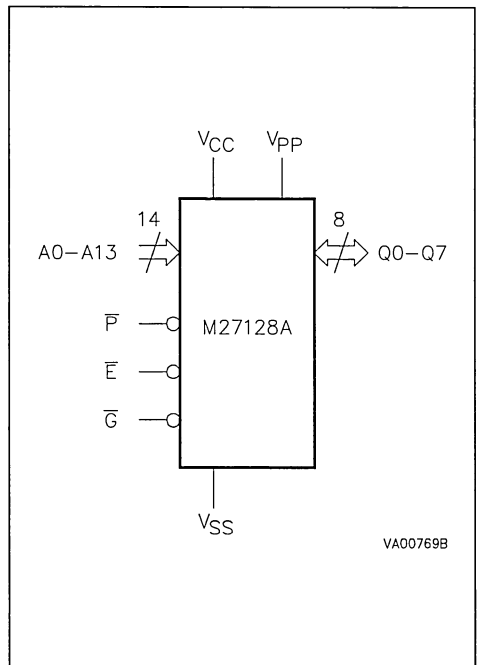 VCC VPP
14 8
A0-A13 Q0-Q7
P̅ M27128A
E̅
G̅
VSS
VA00769B